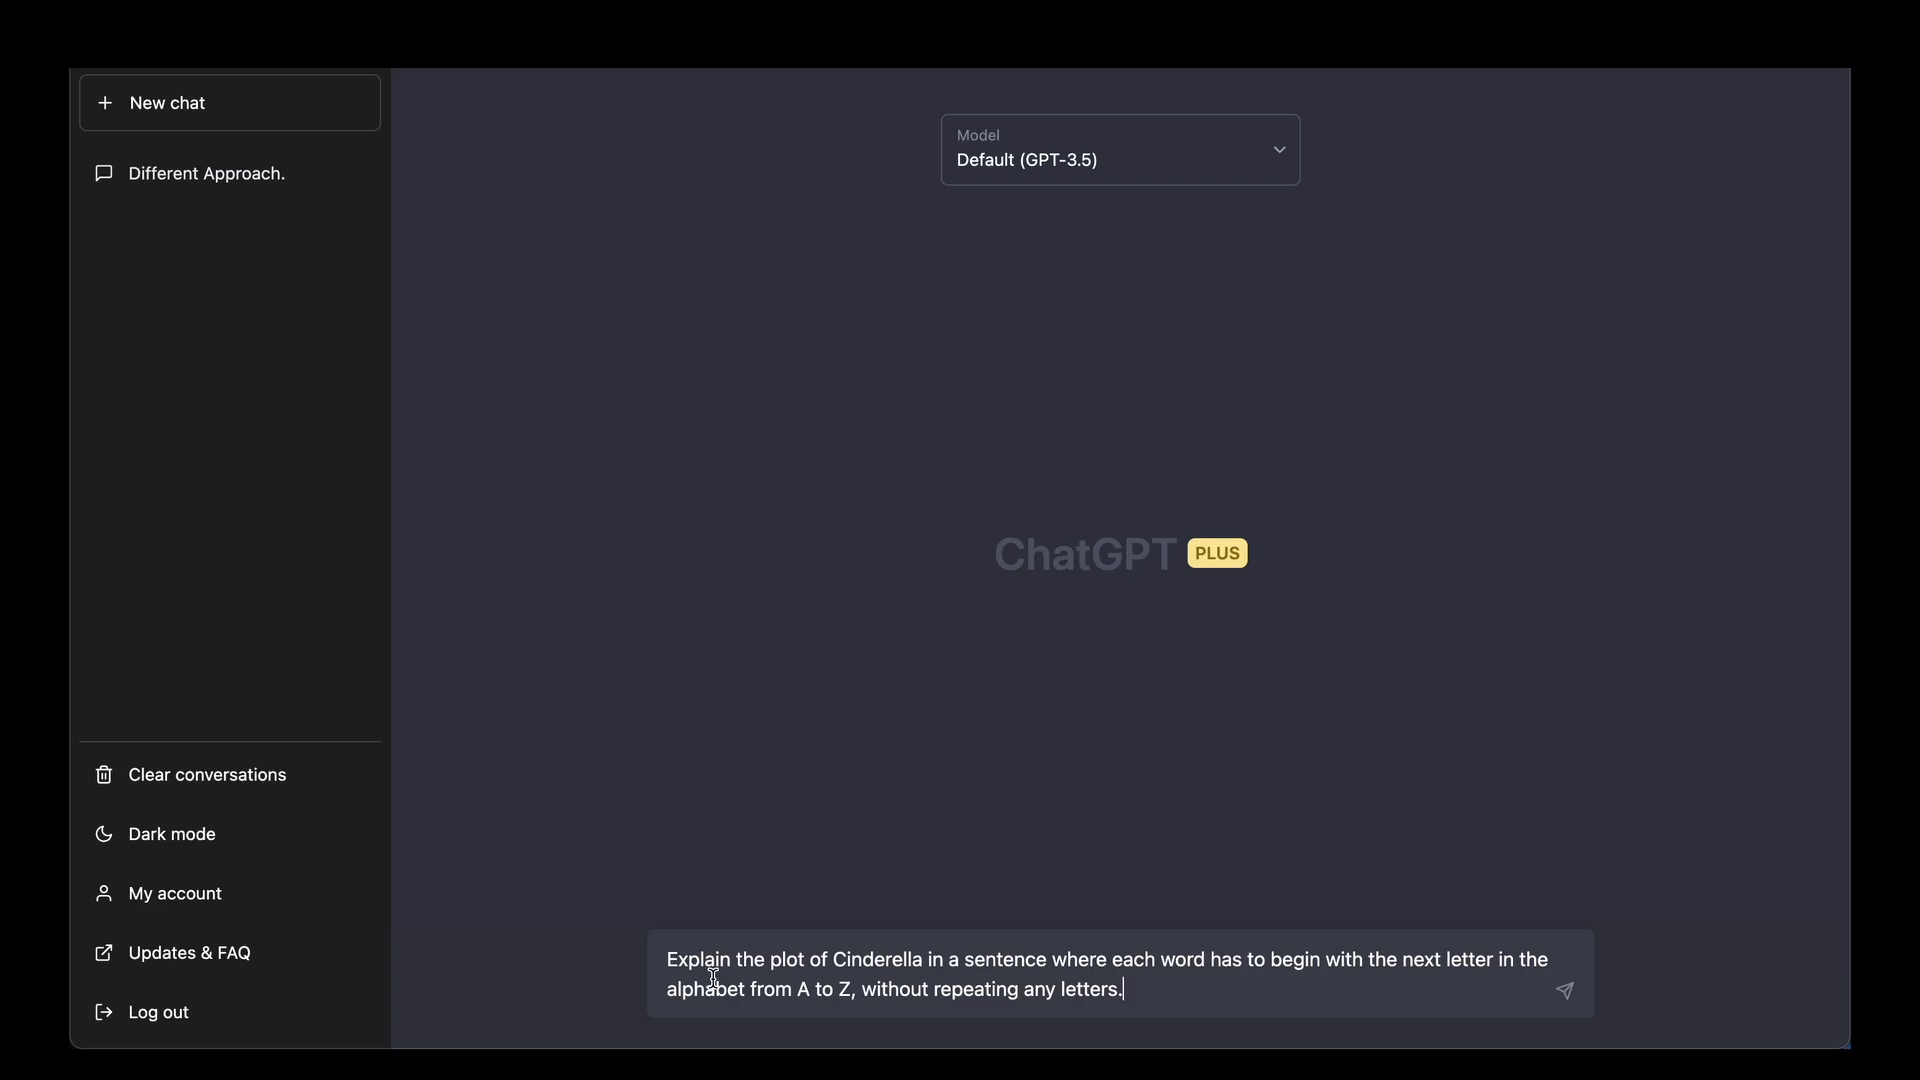 New chat
Different Approach.
Model
Default (GPT-3.5)
ChatGPT PLUS
Explain the plot of Cinderella in a sentence where each word has to begin with the next letter in the
alphabet from A to Z, without repeating any letters.
Clear conversations
Dark mode
My account
Updates & FAQ
Log out